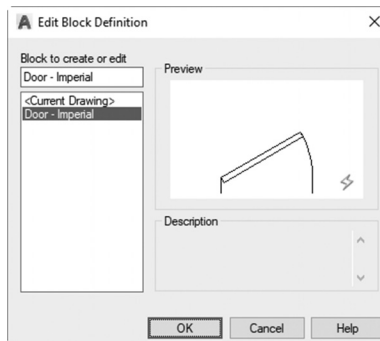 Edit Block Definition
Block to create or edit
Door - Imperial
<Current Drawing>
Door - Imperial
Preview
Description
OK
Cancel
Help